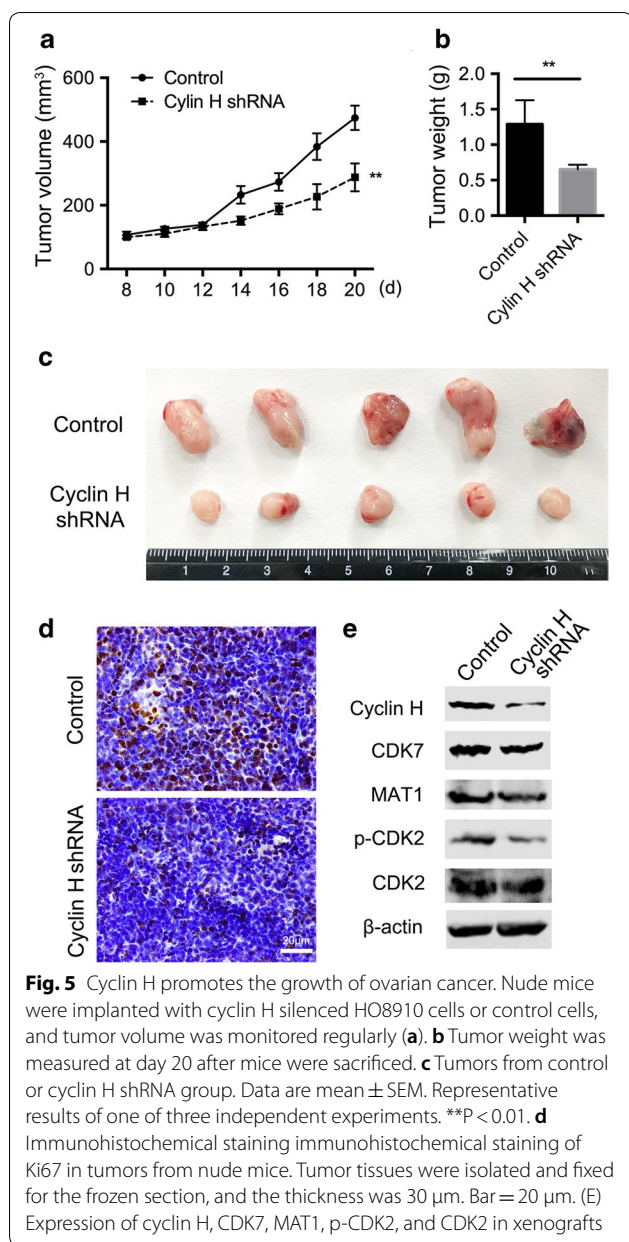 a
Tumor volume (mm³)
600
400
200
0
Control
Cylin H shRNA
**
8 10 12 14 16 18 20 (d)
b
Tumor weight (g)
2.0
1.5
1.0
0.5
0.0
**
Control
Cylin H shRNA
c
Control
Cyclin H
shRNA
1 2 3 4 5 6 7 8 9 10 11
d
Control
Cyclin H shRNA
20μm
e
Control
Cyclin H
shRNA
Cyclin H
CDK7
MAT1
p-CDK2
CDK2
β-actin
Fig. 5 Cyclin H promotes the growth of ovarian cancer. Nude mice
were implanted with cyclin H silenced HO8910 cells or control cells,
and tumor volume was monitored regularly (a). b Tumor weight was
measured at day 20 after mice were sacrificed. c Tumors from control
or cyclin H shRNA group. Data are mean ± SEM. Representative
results of one of three independent experiments. **P < 0.01. d
Immunohistochemical staining immunohistochemical staining of
Ki67 in tumors from nude mice. Tumor tissues were isolated and fixed
for the frozen section, and the thickness was 30 μm. Bar = 20 μm. (E)
Expression of cyclin H, CDK7, MAT1, p-CDK2, and CDK2 in xenografts